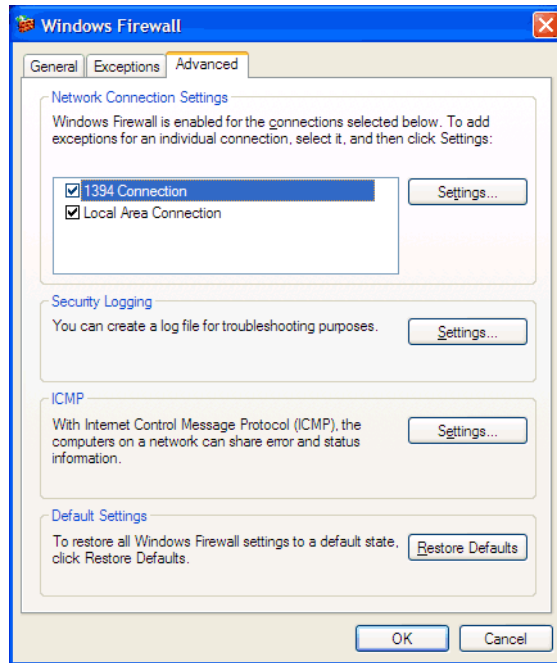 Windows Firewall
General
Exceptions
Advanced
Network Connection Settings
Windows Firewall is enabled for the connections selected below. To add
exceptions for an individual connection, select it, and then click Settings:
1394 Connection
Local Area Connection
Settings...
Security Logging
You can create a log file for troubleshooting purposes.
Settings...
ICMP
With Internet Control Message Protocol (ICMP), the
computers on a network can share error and status
information.
Settings...
Default Settings
To restore all Windows Firewall settings to a default state,
click Restore Defaults.
Restore Defaults
OK
Cancel